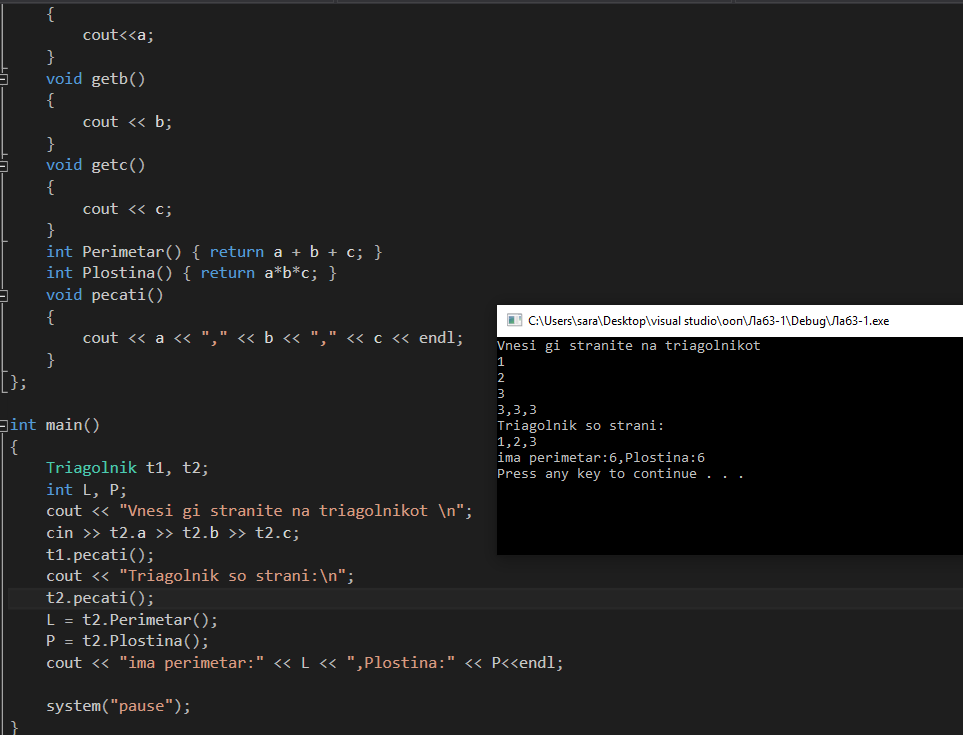 {
cout<<a;
}
void getb()
{
cout << b;
}
void getc()
{
cout << c;
}
int Perimetar() { return a + b + c; }
int Plostina() { return a*b*c; }
void pecati()
{
cout << a << "," << b << "," << c << endl;
}
};
int main()
{
Triagolnik t1, t2;
int L, P;
cout << "Vnesi gi stranite na triagolnikot \n";
cin >> t2.a >> t2.b >> t2.c;
t1.pecati();
cout << "Triagolnik so strani:\n";
t2.pecati();
L = t2.Perimetar();
P = t2.Plostina();
cout << "ima perimetar:" << L << ",Plostina:" << P<<endl;
system("pause");
}
C:\Users\sara\Desktop\visual studio\ооп\Лаб3-1\Debug\Лаб3-1.exe
Vnesi gi stranite na triagolnikot
1
2
3
3,3,3
Triagolnik so strani:
1,2,3
ima perimetar:6,Plostina:6
Press any key to continue . . .